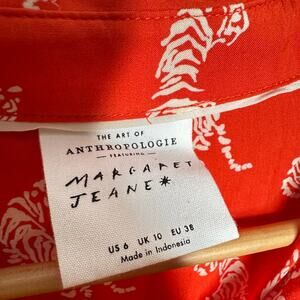 THE ART OF
ANTHROPOLOGIE
FEATURING
MARGARET
JEANE*
US 6 UK 10 EU 38
Made in Indonesia